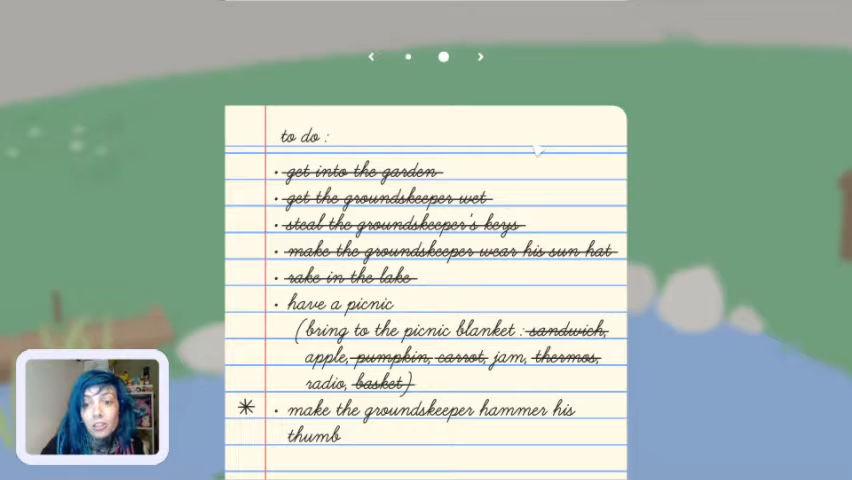 to do :
• get into the garden
• get the groundskeeper wet
• steal the groundskeeper's keys
• make the groundskeeper wear his sun hat
• rake in the lake
• have a picnic
(bring to the picnic blanket : sandwich,
apple, pumpkin, carrot, jam, thermos,
radio, basket)
* • make the groundskeeper hammer his
thumb